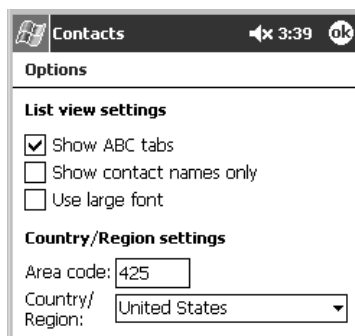 Contacts 3:39 ok
Options
List view settings
Show ABC tabs
Show contact names only
Use large font
Country/Region settings
Area code: 425
Country/
Region: United States